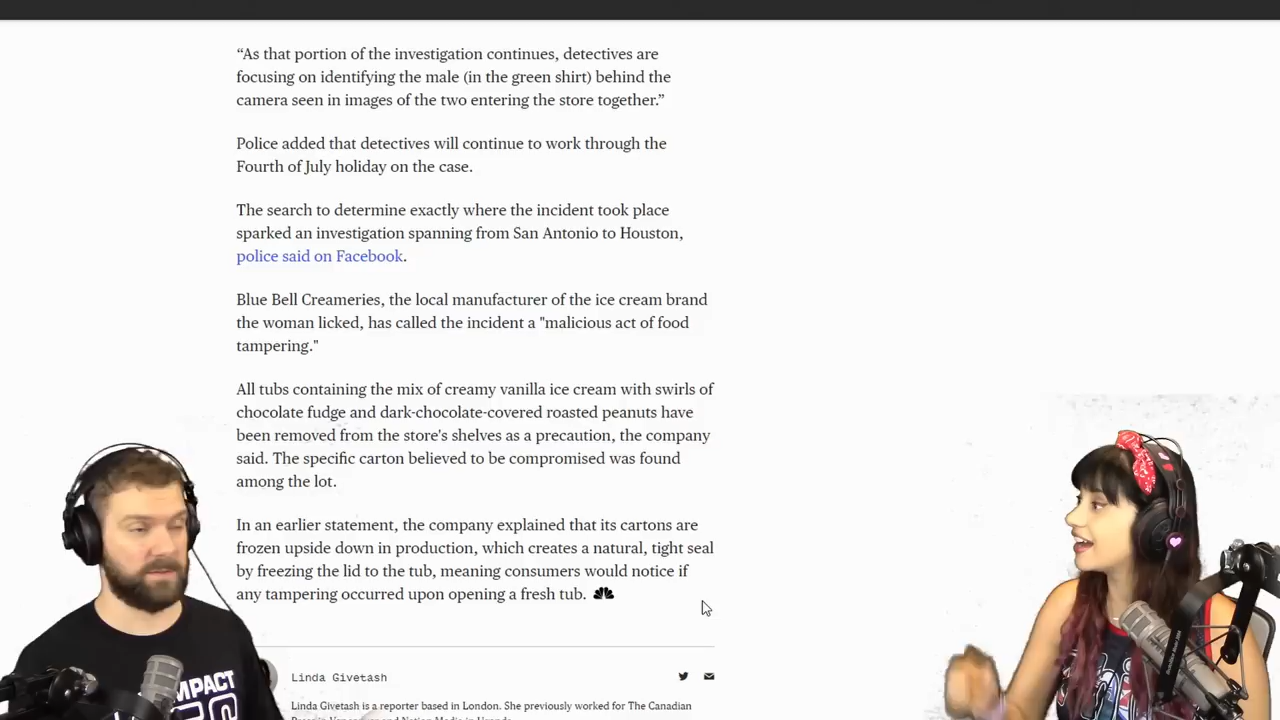 “As that portion of the investigation continues, detectives are
focusing on identifying the male (in the green shirt) behind the
camera seen in images of the two entering the store together.”
Police added that detectives will continue to work through the
Fourth of July holiday on the case.
The search to determine exactly where the incident took place
sparked an investigation spanning from San Antonio to Houston,
police said on Facebook.
Blue Bell Creameries, the local manufacturer of the ice cream brand
the woman licked, has called the incident a "malicious act of food
tampering."
All tubs containing the mix of creamy vanilla ice cream with swirls of
chocolate fudge and dark-chocolate-covered roasted peanuts have
been removed from the store's shelves as a precaution, the company
said. The specific carton believed to be compromised was found
among the lot.
In an earlier statement, the company explained that its cartons are
frozen upside down in production, which creates a natural, tight seal
by freezing the lid to the tub, meaning consumers would notice if
any tampering occurred upon opening a fresh tub.
Linda Givetash
Linda Givetash is a reporter based in London. She previously worked for The Canadian